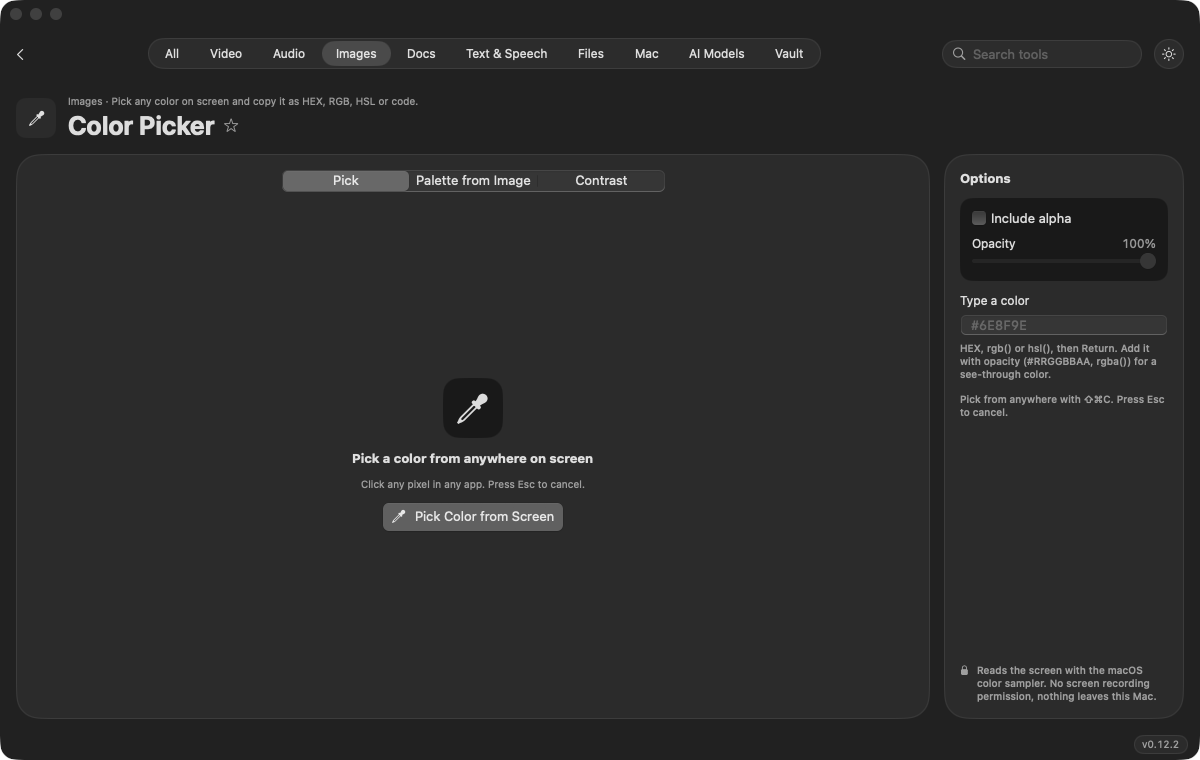 All
Video
Audio
Images
Docs
Text & Speech
Files
Mac
AI Models
Vault
Search tools
Images · Pick any color on screen and copy it as HEX, RGB, HSL or code.
Color Picker ☆
Pick
Palette from Image
Contrast
Pick a color from anywhere on screen
Click any pixel in any app. Press Esc to cancel.
Pick Color from Screen
Options
Include alpha
Opacity 100%
Type a color
#6E8F9E
HEX, rgb() or hsl(), then Return. Add it
with opacity (#RRGGBBAA, rgba()) for a
see-through color.
Pick from anywhere with ⇧⌘C. Press Esc
to cancel.
Reads the screen with the macOS
color sampler. No screen recording
permission, nothing leaves this Mac.
v0.12.2